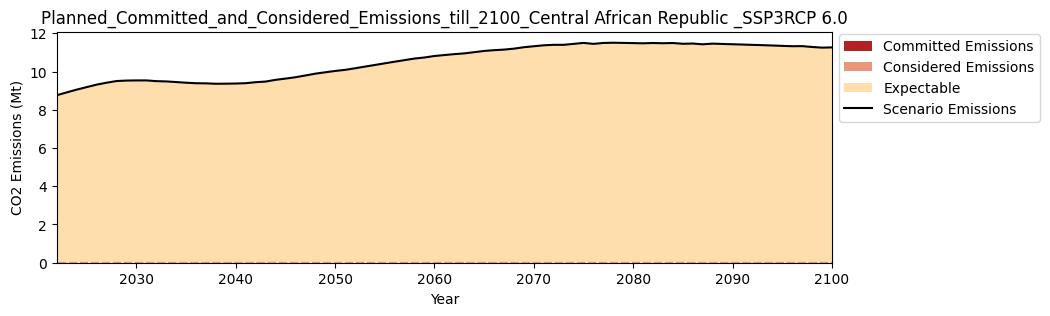 Planned_Committed_and_Considered_Emissions_till_2100_Central African Republic _SSP3RCP 6.0
12
10
8
6
4
2
0
CO2 Emissions (Mt)
2030
2040
2050
2060
2070
2080
2090
2100
Year
Committed Emissions
Considered Emissions
Expectable
Scenario Emissions